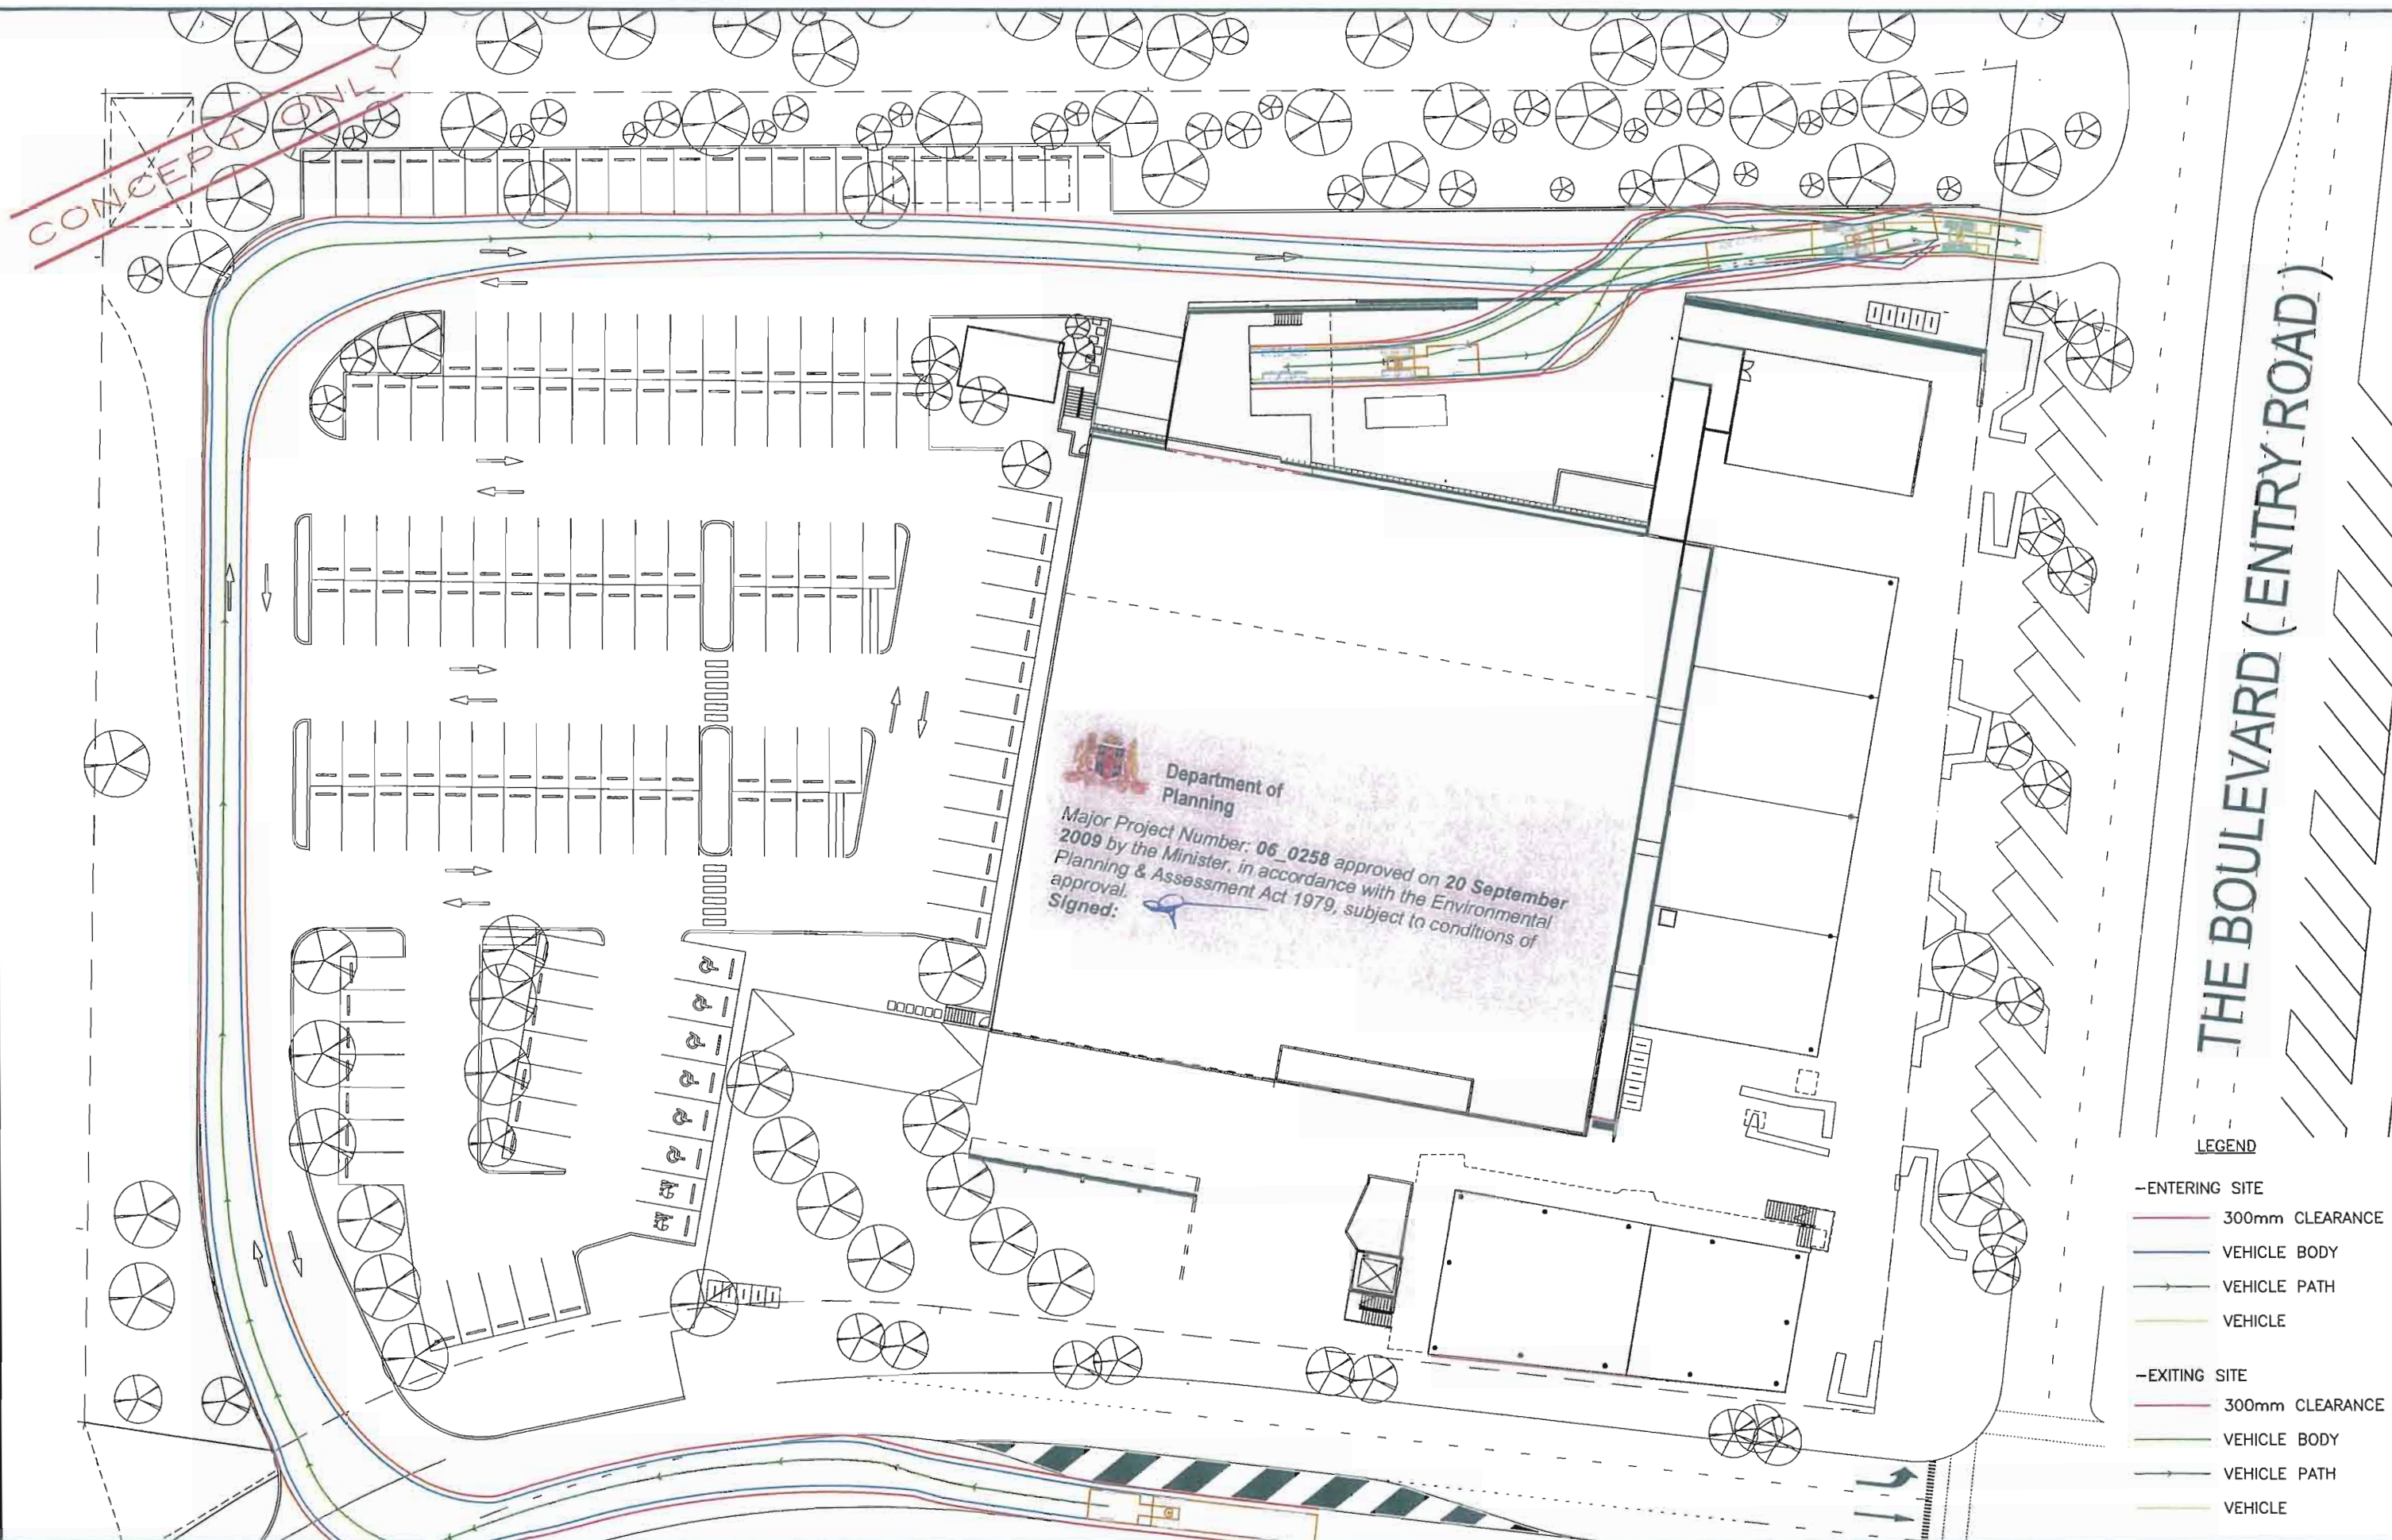 CONCEPT ONLY
THE BOULEVARD (ENTRY ROAD)
Department of
Planning
Major Project Number: 06_0258 approved on 20 September
2009 by the Minister, in accordance with the Environmental
Planning & Assessment Act 1979, subject to conditions of
approval.
Signed:
LEGEND
-ENTERING SITE
300mm CLEARANCE
VEHICLE BODY
VEHICLE PATH
VEHICLE
-EXITING SITE
300mm CLEARANCE
VEHICLE BODY
VEHICLE PATH
VEHICLE